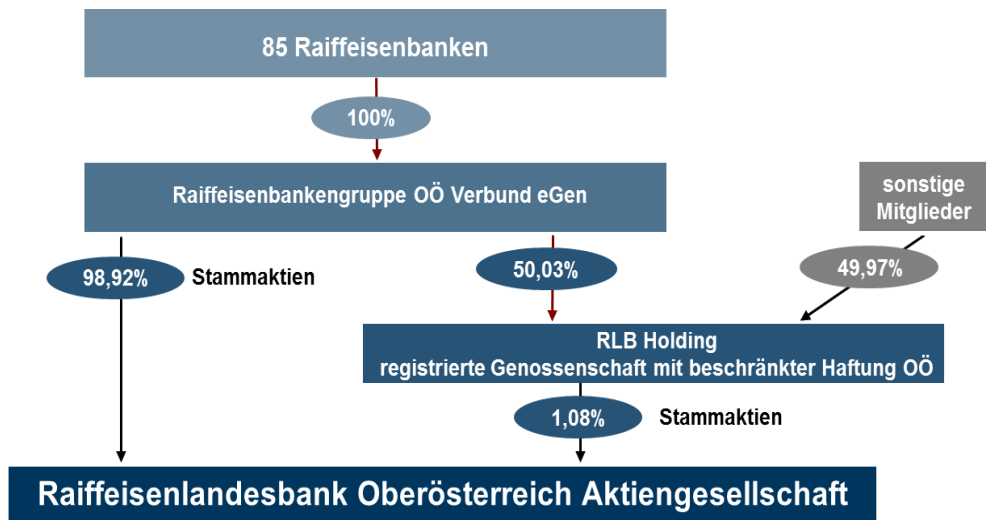 85 Raiffeisenbanken
100%
Raiffeisenbankengruppe OÖ Verbund eGen
sonstige
Mitglieder
98,92%
Stammaktien
50,03%
49,97%
RLB Holding
registrierte Genossenschaft mit beschränkter Haftung OÖ
1,08%
Stammaktien
Raiffeisenlandesbank Oberösterreich Aktiengesellschaft